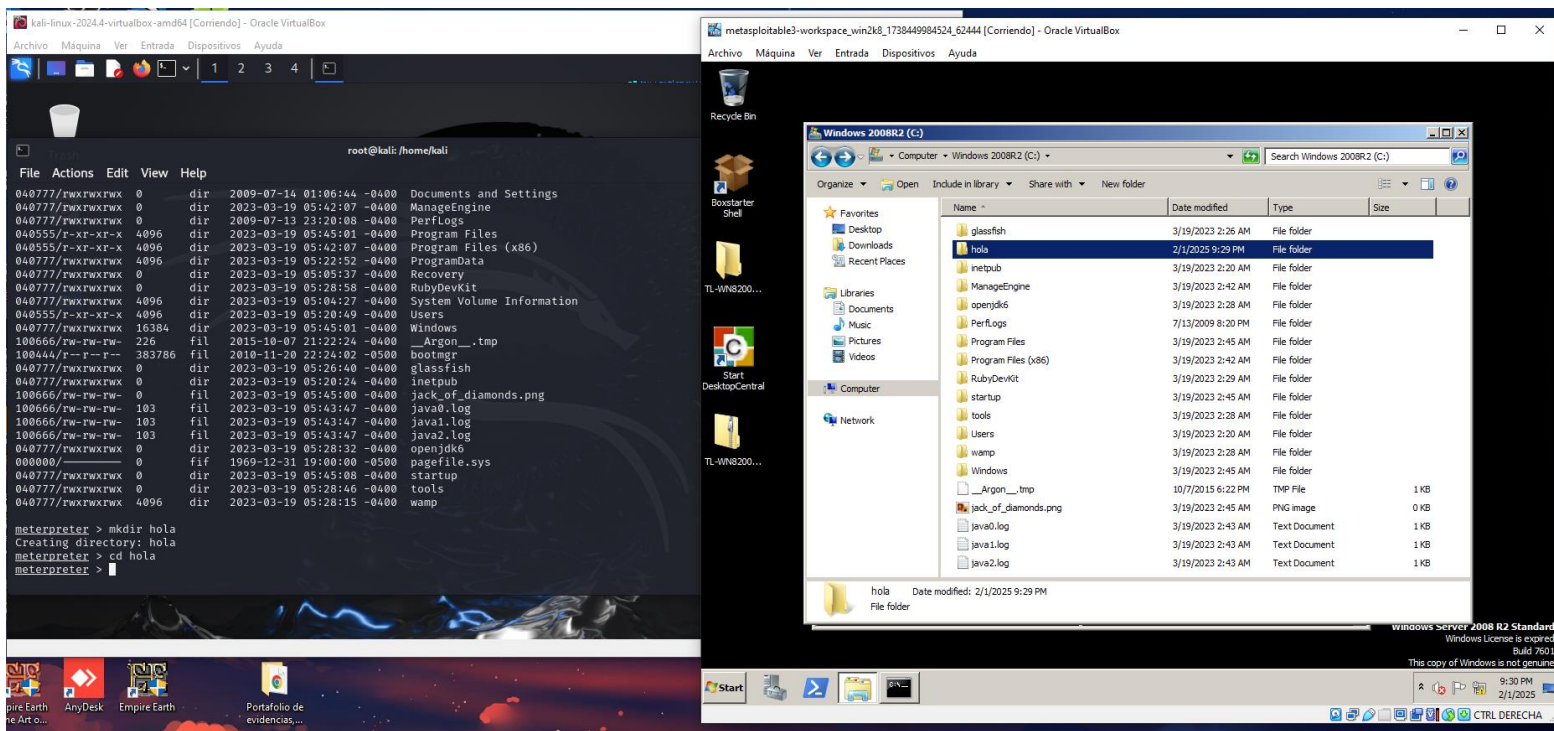 kali-linux-2024.4-virtualbox-amd64 [Corriendo] - Oracle VirtualBox
Archivo Máquina Ver Entrada Dispositivos Ayuda
1 2 3 4
root@kali: /home/kali
File Actions Edit View Help
040777/rwxrwxrwx 0 dir 2009-07-14 01:06:44 -0400 Documents and Settings
040777/rwxrwxrwx 0 dir 2023-03-19 05:42:07 -0400 ManageEngine
040777/rwxrwxrwx 0 dir 2009-07-13 23:20:08 -0400 PerfLogs
040555/r-xr-xr-x 4096 dir 2023-03-19 05:45:01 -0400 Program Files
040555/r-xr-xr-x 4096 dir 2023-03-19 05:42:07 -0400 Program Files (x86)
040777/rwxrwxrwx 4096 dir 2023-03-19 05:22:52 -0400 ProgramData
040777/rwxrwxrwx 0 dir 2023-03-19 05:05:37 -0400 Recovery
040777/rwxrwxrwx 0 dir 2023-03-19 05:28:58 -0400 RubyDevKit
040777/rwxrwxrwx 4096 dir 2023-03-19 05:04:27 -0400 System Volume Information
040555/r-xr-xr-x 4096 dir 2023-03-19 05:20:49 -0400 Users
040777/rwxrwxrwx 16384 dir 2023-03-19 05:45:01 -0400 Windows
100666/rw-rw-rw- 226 fil 2015-10-07 21:22:24 -0400 __Argon__.tmp
100444/r--r--r-- 383786 fil 2010-11-20 22:24:02 -0500 bootmgr
040777/rwxrwxrwx 0 dir 2023-03-19 05:26:40 -0400 glassfish
040777/rwxrwxrwx 0 dir 2023-03-19 05:20:24 -0400 inetpub
100666/rw-rw-rw- 0 fil 2023-03-19 05:45:00 -0400 jack_of_diamonds.png
100666/rw-rw-rw- 103 fil 2023-03-19 05:43:47 -0400 java0.log
100666/rw-rw-rw- 103 fil 2023-03-19 05:43:47 -0400 java1.log
100666/rw-rw-rw- 103 fil 2023-03-19 05:43:47 -0400 java2.log
040777/rwxrwxrwx 0 dir 2023-03-19 05:28:32 -0400 openjdk6
000000/--------- 0 fif 1969-12-31 19:00:00 -0500 pagefile.sys
040777/rwxrwxrwx 0 dir 2023-03-19 05:45:08 -0400 startup
040777/rwxrwxrwx 0 dir 2023-03-19 05:28:46 -0400 tools
040777/rwxrwxrwx 4096 dir 2023-03-19 05:28:15 -0400 wamp
meterpreter > mkdir hola
Creating directory: hola
meterpreter > cd hola
meterpreter >
pire Earth
he Art o...
AnyDesk
Empire Earth
Portafolio de
evidencias,...
metasploitable3-workspace_win2k8_1738449984524_62444 [Corriendo] - Oracle VirtualBox
Archivo Máquina Ver Entrada Dispositivos Ayuda
Recycle Bin
Boxstarter
Shell
TL-WN8200...
Start
DesktopCentral
TL-WN8200...
Windows 2008R2 (C:)
Computer Windows 2008R2 (C:)
Search Windows 2008R2 (C:)
Organize Open Include in library Share with New folder
Favorites
Desktop
Downloads
Recent Places
Libraries
Documents
Music
Pictures
Videos
Computer
Network
Name Date modified Type Size
glassfish 3/19/2023 2:26 AM File folder
hola 2/1/2025 9:29 PM File folder
inetpub 3/19/2023 2:20 AM File folder
ManageEngine 3/19/2023 2:42 AM File folder
openjdk6 3/19/2023 2:28 AM File folder
PerfLogs 7/13/2009 8:20 PM File folder
Program Files 3/19/2023 2:45 AM File folder
Program Files (x86) 3/19/2023 2:42 AM File folder
RubyDevKit 3/19/2023 2:29 AM File folder
startup 3/19/2023 2:45 AM File folder
tools 3/19/2023 2:28 AM File folder
Users 3/19/2023 2:20 AM File folder
wamp 3/19/2023 2:28 AM File folder
Windows 3/19/2023 2:45 AM File folder
__Argon__.tmp 10/7/2015 6:22 PM TMP File 1 KB
jack_of_diamonds.png 3/19/2023 2:45 AM PNG image 0 KB
java0.log 3/19/2023 2:43 AM Text Document 1 KB
java1.log 3/19/2023 2:43 AM Text Document 1 KB
java2.log 3/19/2023 2:43 AM Text Document 1 KB
hola Date modified: 2/1/2025 9:29 PM
File folder
Windows Server 2008 R2 Standard
Windows License is expired
Build 7601
This copy of Windows is not genuine
Start
9:30 PM
2/1/2025
CTRL DERECHA